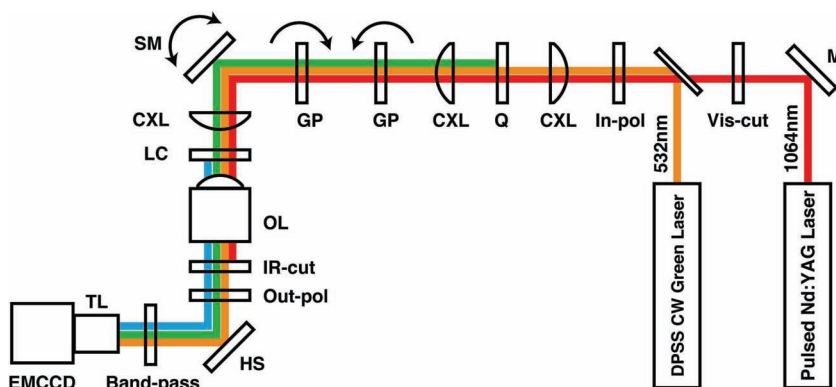 SM
M
CXL
GP
GP
CXL
Q
CXL
In-pol
Vis-cut
LC
532nm
1064nm
OL
DPSS CW Green Laser
Pulsed Nd:YAG Laser
IR-cut
TL
Out-pol
HS
EMCCD
Band-pass